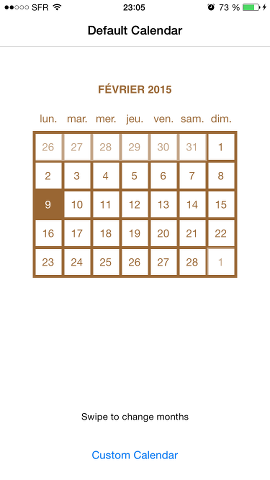 SFR 23:05 73 %
Default Calendar
FÉVRIER 2015
lun. mar. mer. jeu. ven. sam. dim.
26 27 28 29 30 31 1
2 3 4 5 6 7 8
9 10 11 12 13 14 15
16 17 18 19 20 21 22
23 24 25 26 27 28 1
Swipe to change months
Custom Calendar